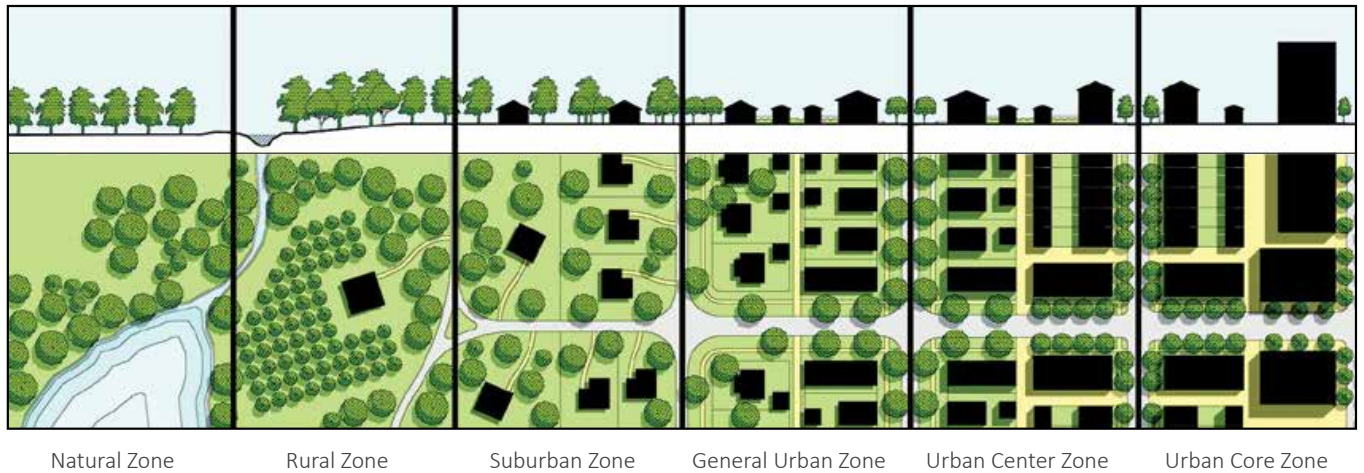 Natural Zone
Rural Zone
Suburban Zone
General Urban Zone
Urban Center Zone
Urban Core Zone